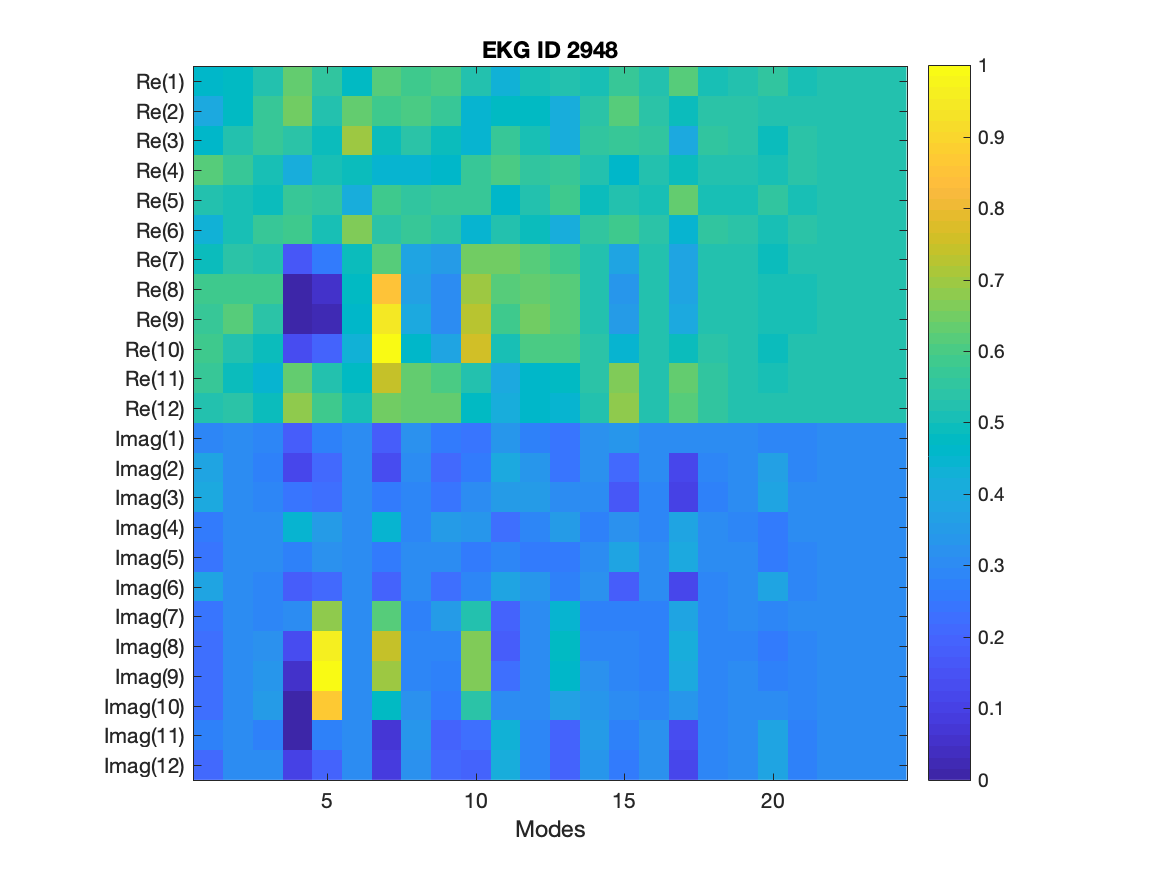 EKG ID 2948
Re(1)
Re(2)
Re(3)
Re(4)
Re(5)
Re(6)
Re(7)
Re(8)
Re(9)
Re(10)
Re(11)
Re(12)
Imag(1)
Imag(2)
Imag(3)
Imag(4)
Imag(5)
Imag(6)
Imag(7)
Imag(8)
Imag(9)
Imag(10)
Imag(11)
Imag(12)
5 10 15 20
Modes
1
0.9
0.8
0.7
0.6
0.5
0.4
0.3
0.2
0.1
0